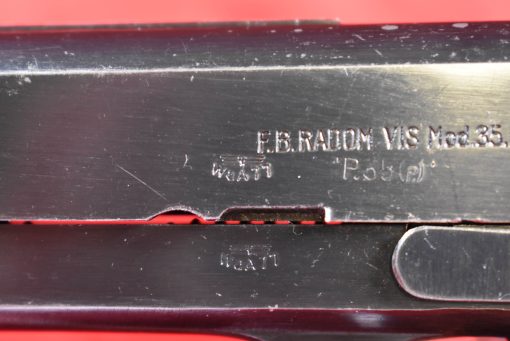 F.B.RADOM VIS Mod.35.
"P.35(p)"
WaA77
WaA77